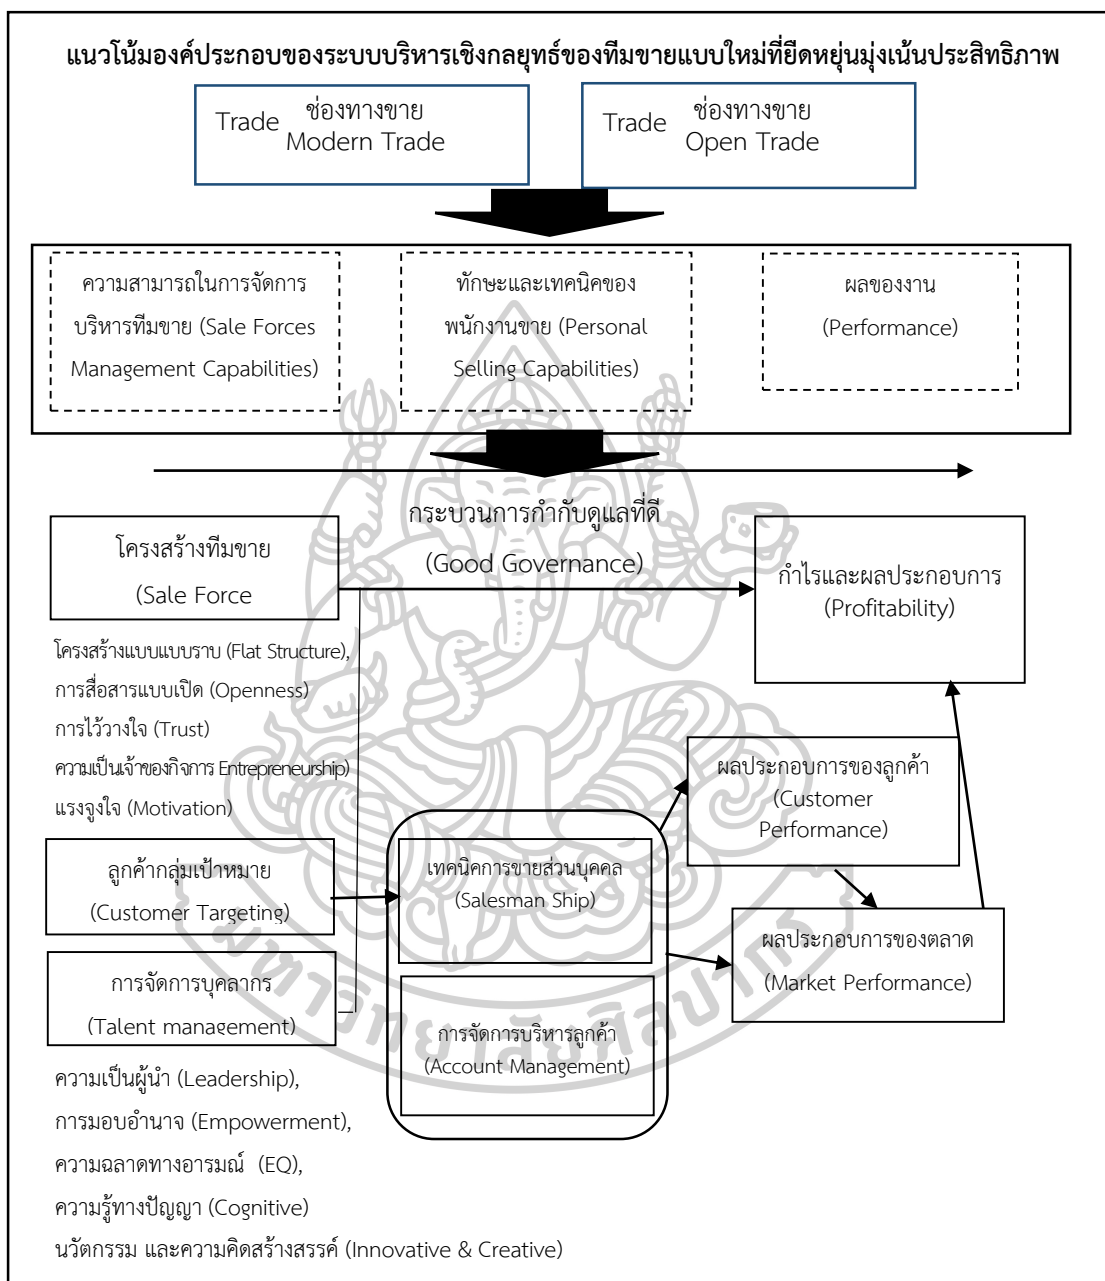 แนวโน้มองค์ประกอบของระบบบริหารเชิงกลยุทธ์ของทีมขายแบบใหม่ที่ยืดหยุ่นมุ่งเน้นประสิทธิภาพ
Trade ช่องทางขาย
Modern Trade
Trade ช่องทางขาย
Open Trade
ความสามารถในการจัดการ
บริหารทีมขาย (Sale Forces
Management Capabilities)
ทักษะและเทคนิคของ
พนักงานขาย (Personal
Selling Capabilities)
ผลของงาน
(Performance)
กระบวนการกำกับดูแลที่ดี
(Good Governance)
โครงสร้างทีมขาย
(Sale Force
กำไรและผลประกอบการ
(Profitability)
โครงสร้างแบบแบบราบ (Flat Structure),
การสื่อสารแบบเปิด (Openness)
การไว้วางใจ (Trust)
ความเป็นเจ้าของกิจการ Entrepreneurship)
แรงจูงใจ (Motivation)
ผลประกอบการของลูกค้า
(Customer
Performance)
ลูกค้ากลุ่มเป้าหมาย
(Customer Targeting)
เทคนิคการขายส่วนบุคคล
(Salesman Ship)
ผลประกอบการของตลาด
(Market Performance)
การจัดการบุคลากร
(Talent management)
การจัดการบริหารลูกค้า
(Account Management)
ความเป็นผู้นำ (Leadership),
การมอบอำนาจ (Empowerment),
ความฉลาดทางอารมณ์ (EQ),
ความรู้ทางปัญญา (Cognitive)
นวัตกรรม และความคิดสร้างสรรค์ (Innovative & Creative)
มหาวิทยาลัยศิลปากร